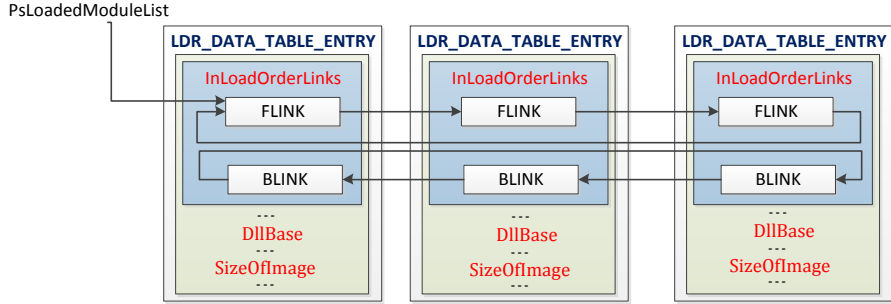 PsLoadedModuleList
LDR_DATA_TABLE_ENTRY
InLoadOrderLinks
FLINK
BLINK
---
DllBase
---
SizeOfImage
---
LDR_DATA_TABLE_ENTRY
InLoadOrderLinks
FLINK
BLINK
---
DllBase
---
SizeOfImage
---
LDR_DATA_TABLE_ENTRY
InLoadOrderLinks
FLINK
BLINK
---
DllBase
---
SizeOfImage
---